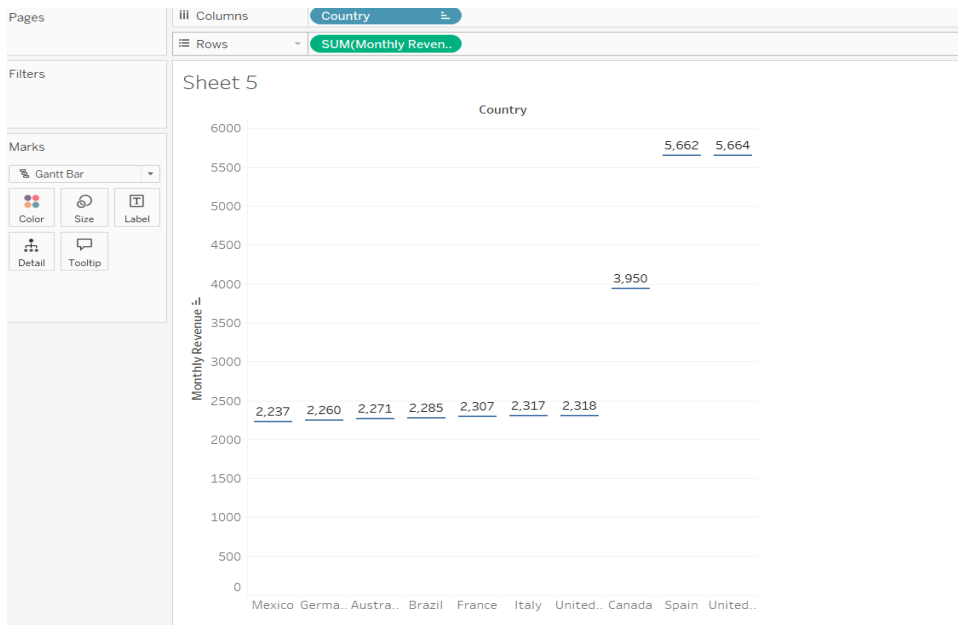 Pages
Columns
Country
Rows
SUM(Monthly Reven..
Filters
Marks
Gantt Bar
Color
Size
T
Label
Detail
Tooltip
Sheet 5
Country
Monthly Revenue
6000
5500
5000
4500
4000
3500
3000
2500
2000
1500
1000
500
0
2,237
2,260
2,271
2,285
2,307
2,317
2,318
3,950
5,662
5,664
Mexico Germa.. Austra.. Brazil France Italy United.. Canada Spain United..